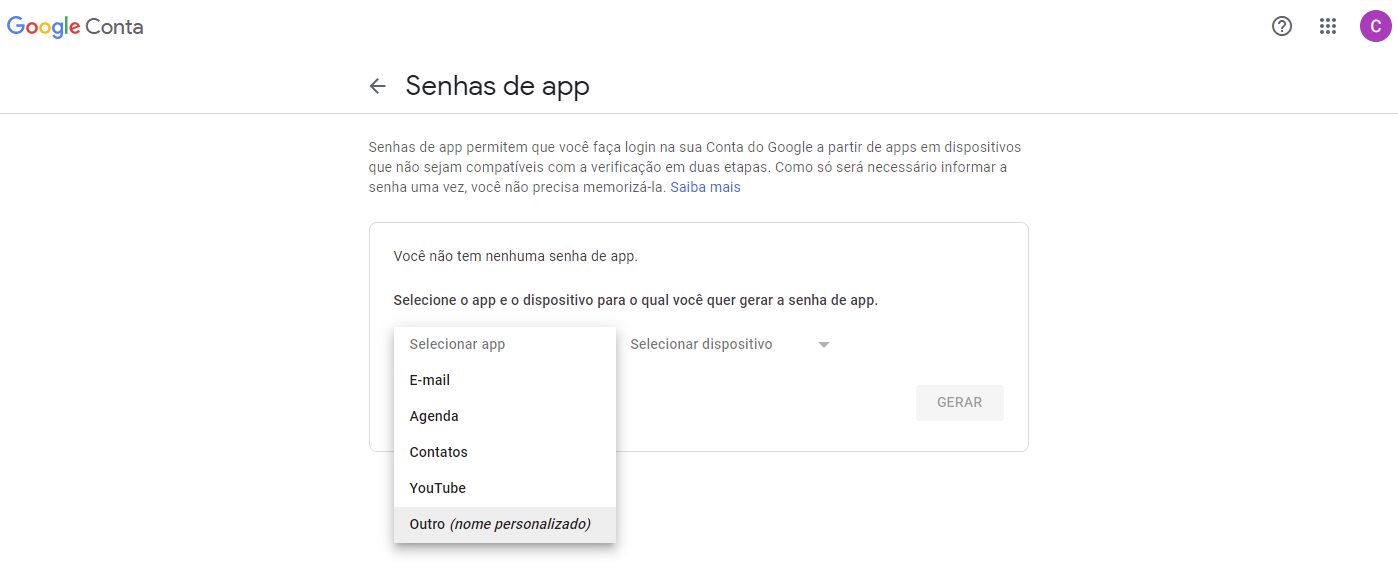 Google Conta
C
Senhas de app
Senhas de app permitem que você faça login na sua Conta do Google a partir de apps em dispositivos
que não sejam compatíveis com a verificação em duas etapas. Como só será necessário informar a
senha uma vez, você não precisa memorizá-la. Saiba mais
Você não tem nenhuma senha de app.
Selecione o app e o dispositivo para o qual você quer gerar a senha de app.
Selecionar app
Selecionar dispositivo
E-mail
Agenda
Contatos
YouTube
Outro (nome personalizado)
GERAR